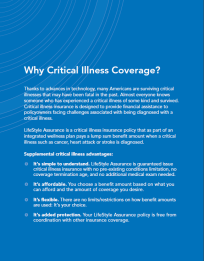 Why Critical Illness Coverage?
Thanks to advances in technology, many Americans are surviving critical
illnesses that may have been fatal in the past. Almost everyone knows
someone who has experienced a critical illness of some kind and survived.
Critical illness insurance is designed to provide financial assistance to
policyowners facing challenges associated with being diagnosed with a
critical illness.
LifeStyle Assurance is a critical illness insurance policy that as part of an
integrated wellness plan pays a lump sum benefit amount when a critical
illness such as cancer, heart attack or stroke is diagnosed.
Supplemental critical illness advantages:
It's simple to understand. LifeStyle Assurance is guaranteed issue
critical illness insurance with no pre-existing conditions limitation, no
coverage termination age, and no additional medical exam needed.
It's affordable. You choose a benefit amount based on what you
can afford and the amount of coverage you desire.
It's flexible. There are no limits/restrictions on how benefit amounts
are used: It's your choice.
It's added protection. Your LifeStyle Assurance policy is free from
coordination with other insurance coverage.